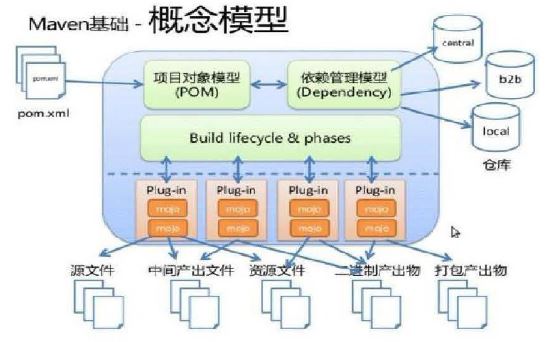 Maven基础 - 概念模型
central
pom.xml
项目对象模型
(POM)
依赖管理模型
(Dependency)
b2b
pom.xml
local
Build lifecycle & phases
仓库
Plug-in
Plug-in
Plug-in
Plug-in
mojo
mojo
mojo
mojo
mojo
mojo
mojo
mojo
源文件
中间产出文件
资源文件
二进制产出物
打包产出物